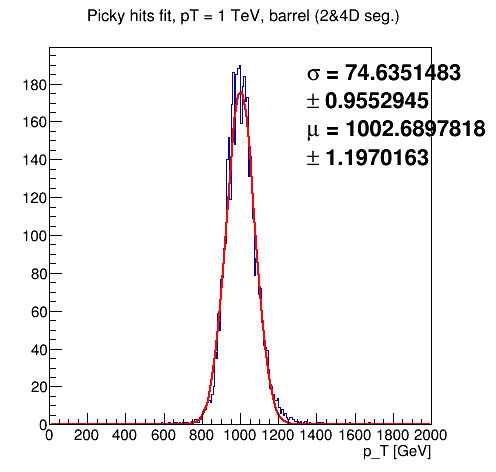 Picky hits fit, pT = 1 TeV, barrel (2&4D seg.)
σ = 74.6351483
± 0.9552945
μ = 1002.6897818
± 1.1970163
180
160
140
120
100
80
60
40
20
0
0 200 400 600 800 1000 1200 1400 1600 1800 2000
p_T [GeV]